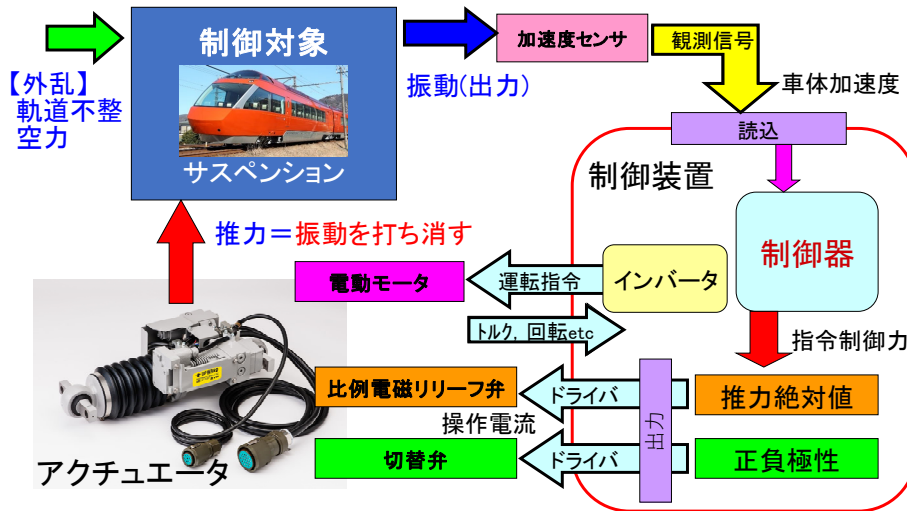 制御対象
サスペンション
【外乱】
軌道不整
空力
振動(出力)
加速度センサ
観測信号
車体加速度
読込
制御装置
制御器
推力＝振動を打ち消す
電動モータ
運転指令
インバータ
トルク, 回転etc
指令制御力
比例電磁リリーフ弁
ドライバ
推力絶対値
操作電流
出力
切替弁
ドライバ
正負極性
アクチュエータ